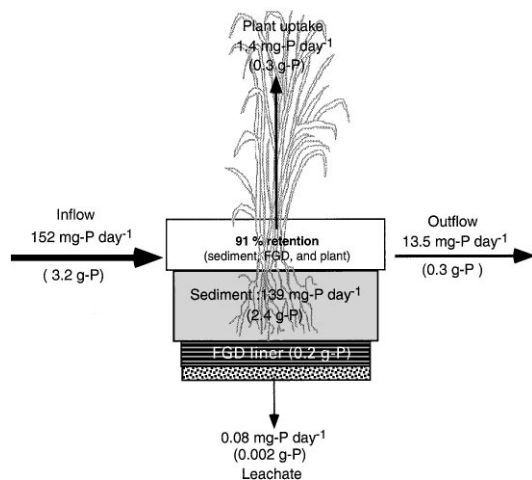 Plant uptake
1.4 mg-P day⁻¹
(0.3 g-P)
Inflow
152 mg-P day⁻¹
( 3.2 g-P)
91 % retention
(sediment, FGD, and plant)
Outflow
13.5 mg-P day⁻¹
(0.3 g-P )
Sediment :139 mg-P day⁻¹
(2.4 g-P)
FGD liner (0.2 g-P)
0.08 mg-P day⁻¹
(0.002 g-P)
Leachate